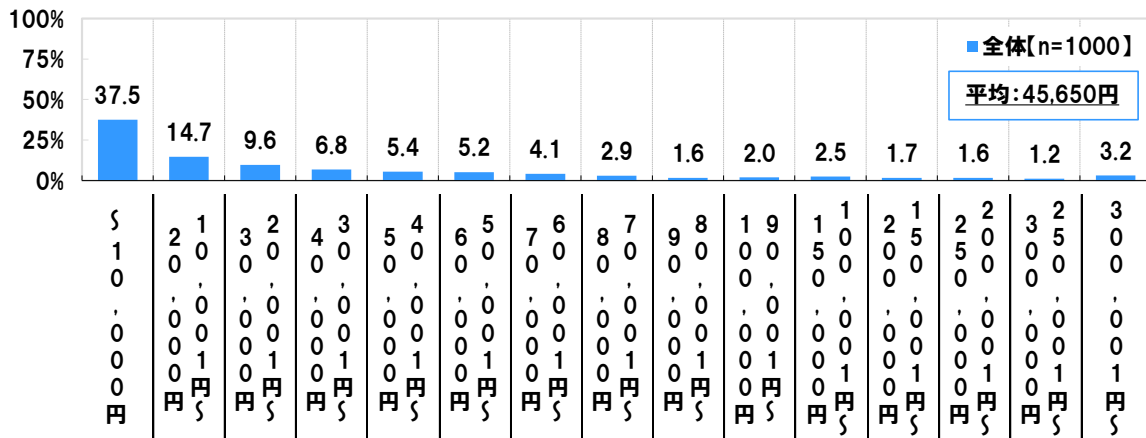 100%
75%
50%
25%
0%
■全体【n=1000】
平均：45,650円
37.5
14.7
9.6
6.8
5.4
5.2
4.1
2.9
1.6
2.0
2.5
1.7
1.6
1.2
3.2
～10,000円
10,001円～
20,000円
20,001円～
30,000円
30,001円～
40,000円
40,001円～
50,000円
50,001円～
60,000円
60,001円～
70,000円
70,001円～
80,000円
80,001円～
90,000円
90,001円～
100,000円
100,001円～
150,000円
150,001円～
200,000円
200,001円～
250,000円
250,001円～
300,000円
300,001円～